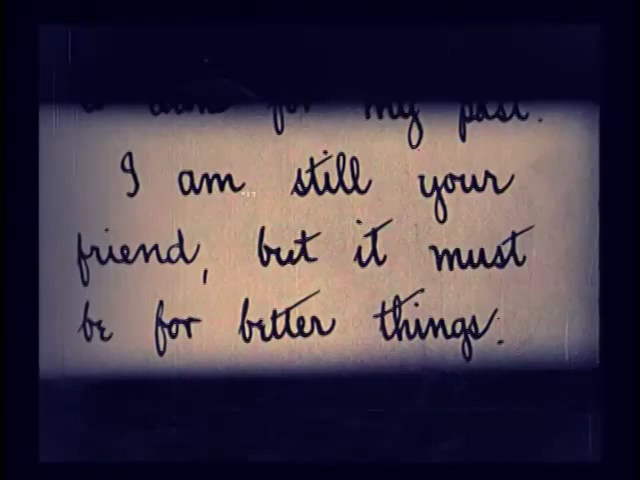 for my past.
I am still your
friend, but it must
be for better things.